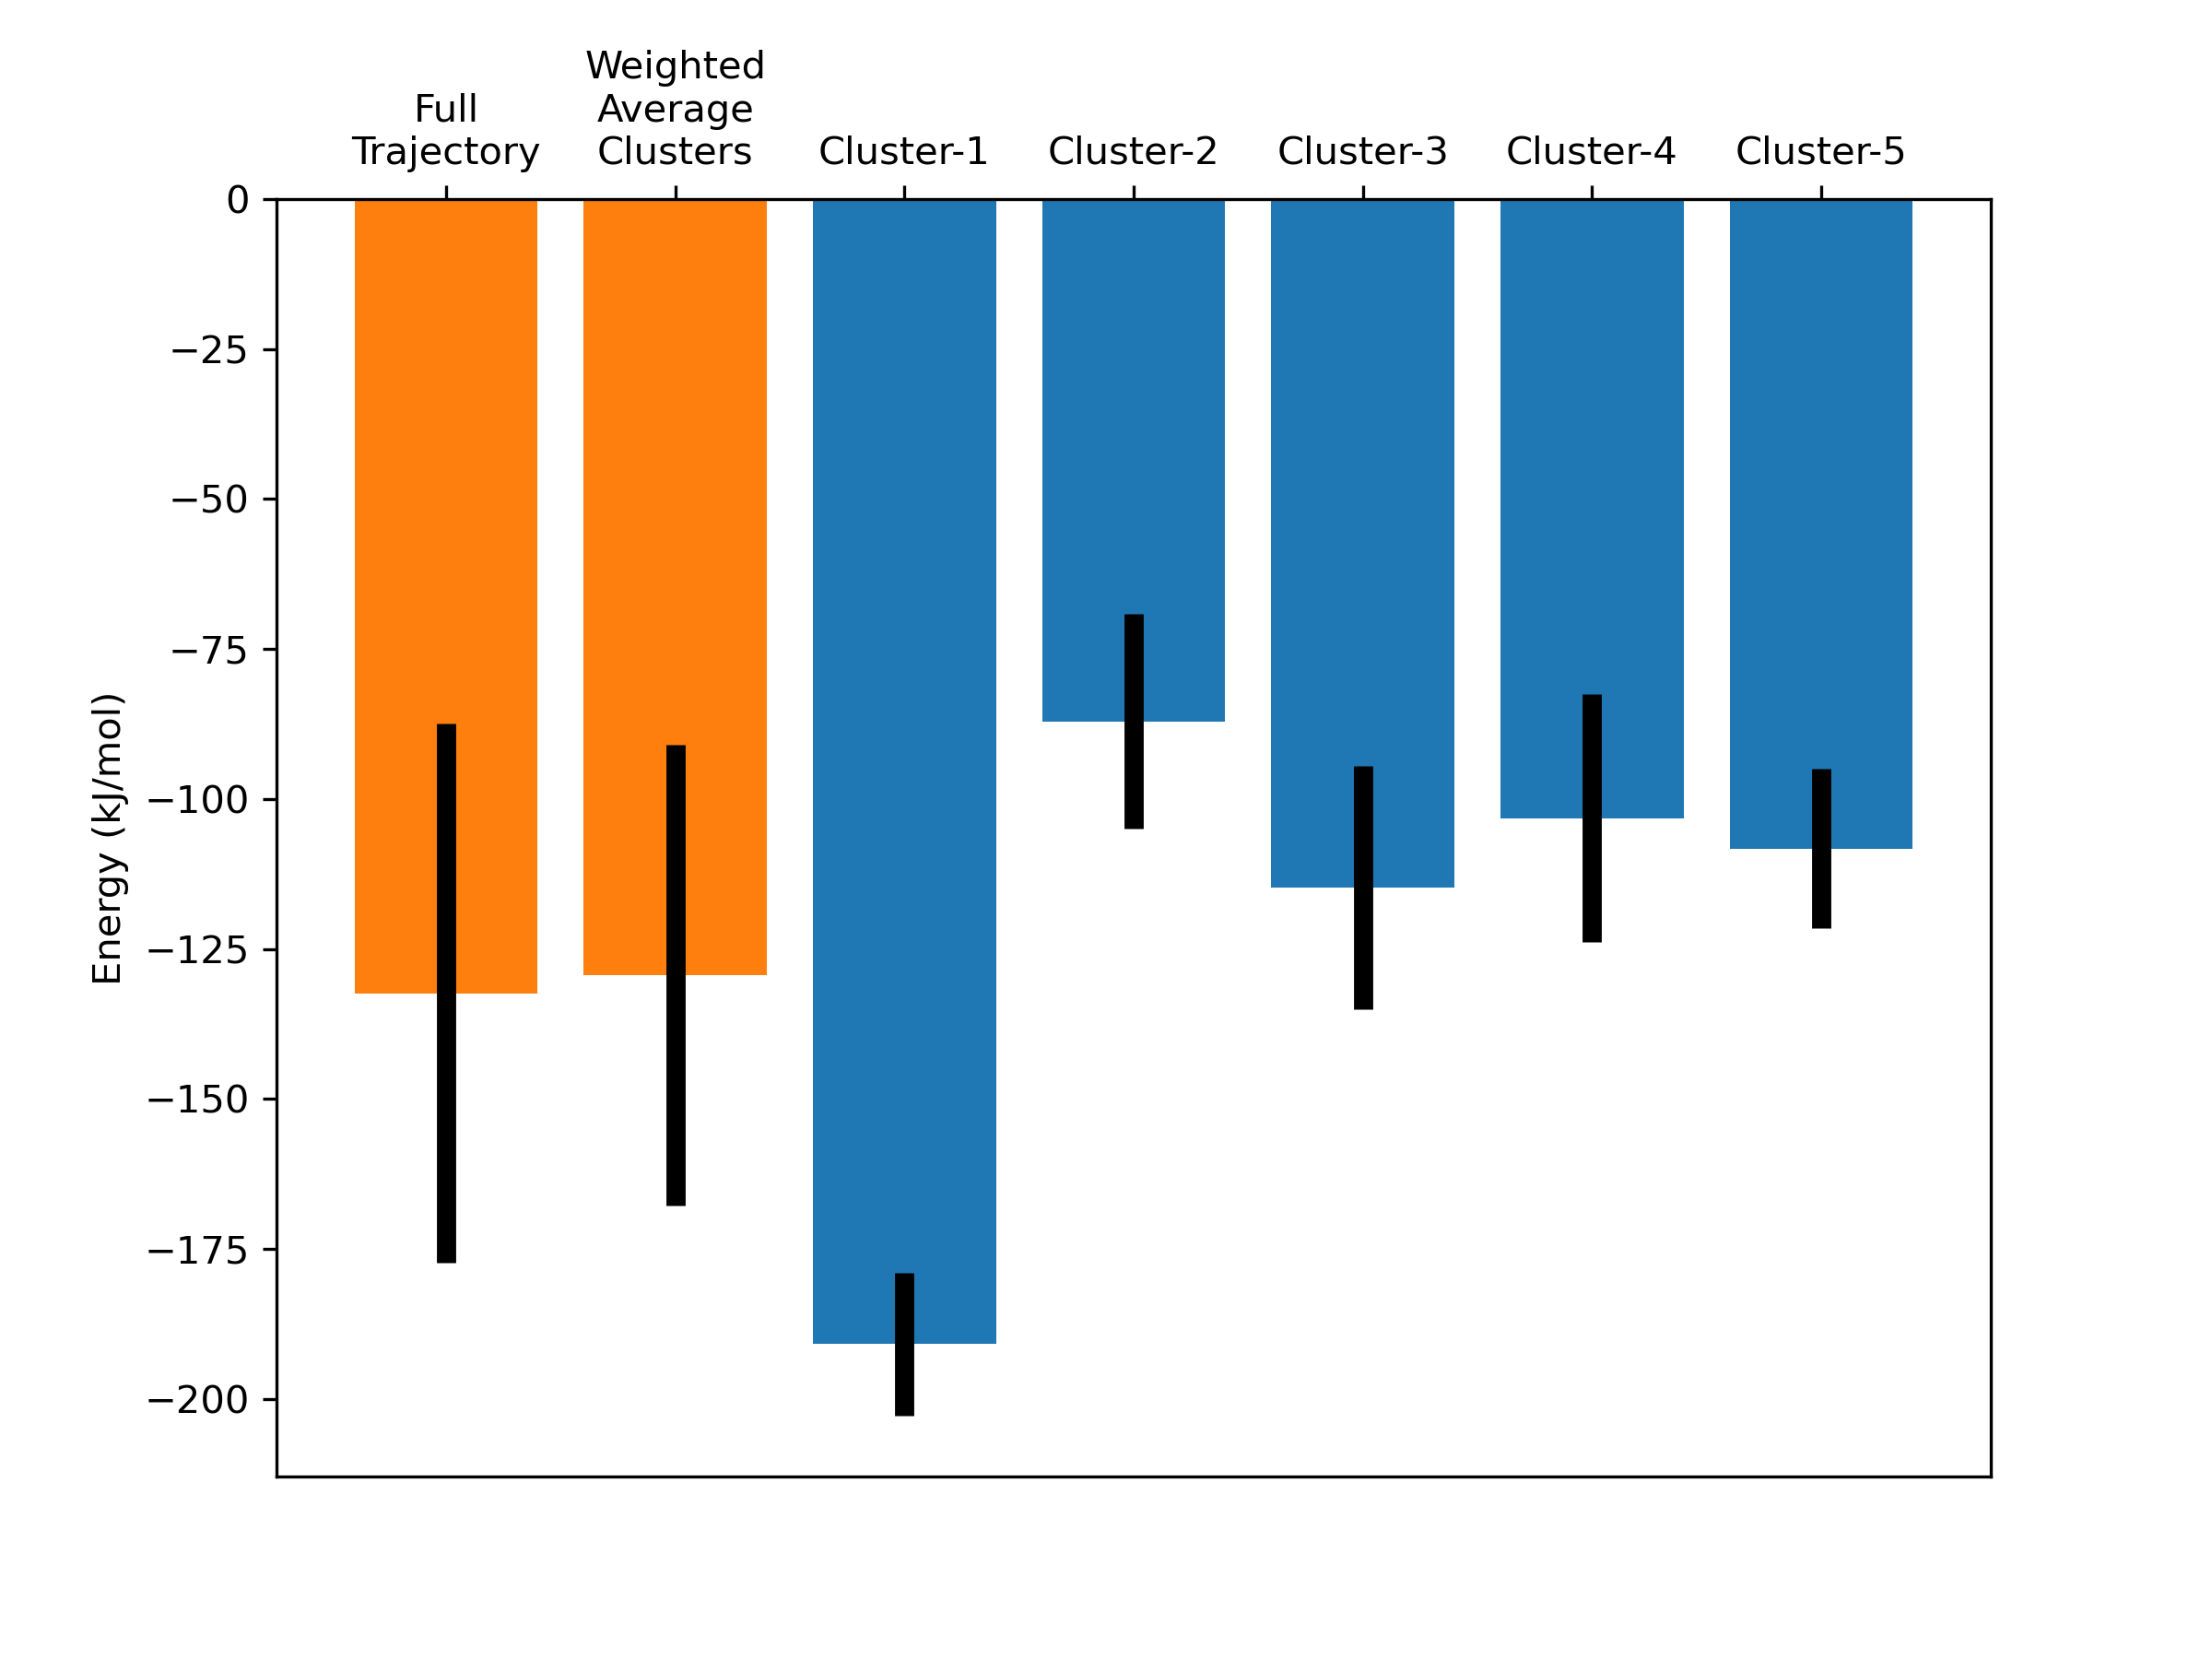 Full
Trajectory
Weighted
Average
Clusters
Cluster-1
Cluster-2
Cluster-3
Cluster-4
Cluster-5
0
−25
−50
−75
−100
−125
−150
−175
−200
Energy (kJ/mol)